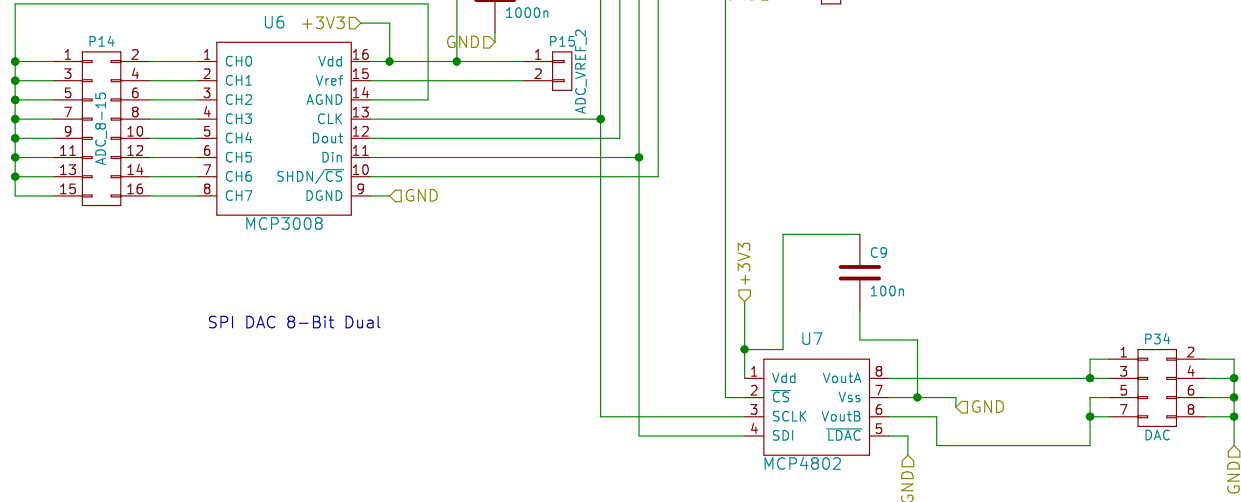 1000n
U6
+3V3
GND
P15
ADC_VREF_2
1
2
P14
ADC_8-15
1 2
3 4
5 6
7 8
9 10
11 12
13 14
15 16
1 CH0 Vdd 16
2 CH1 Vref 15
3 CH2 AGND 14
4 CH3 CLK 13
5 CH4 Dout 12
6 CH5 Din 11
7 CH6 SHDN/CS 10
8 CH7 DGND 9
GND
MCP3008
SPI DAC 8-Bit Dual
+3V3
C9
100n
U7
1 Vdd VoutA 8
2 CS Vss 7
3 SCLK VoutB 6
4 SDI LDAC 5
MCP4802
GND
GND
P34
1 2
3 4
5 6
7 8
DAC
GND